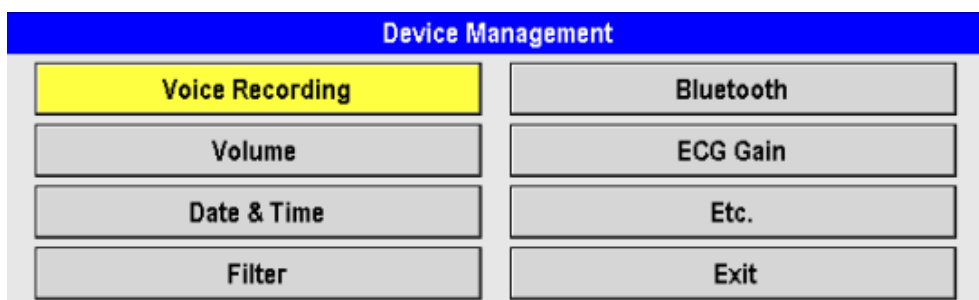 Device Management
Voice Recording
Bluetooth
Volume
ECG Gain
Date & Time
Etc.
Filter
Exit